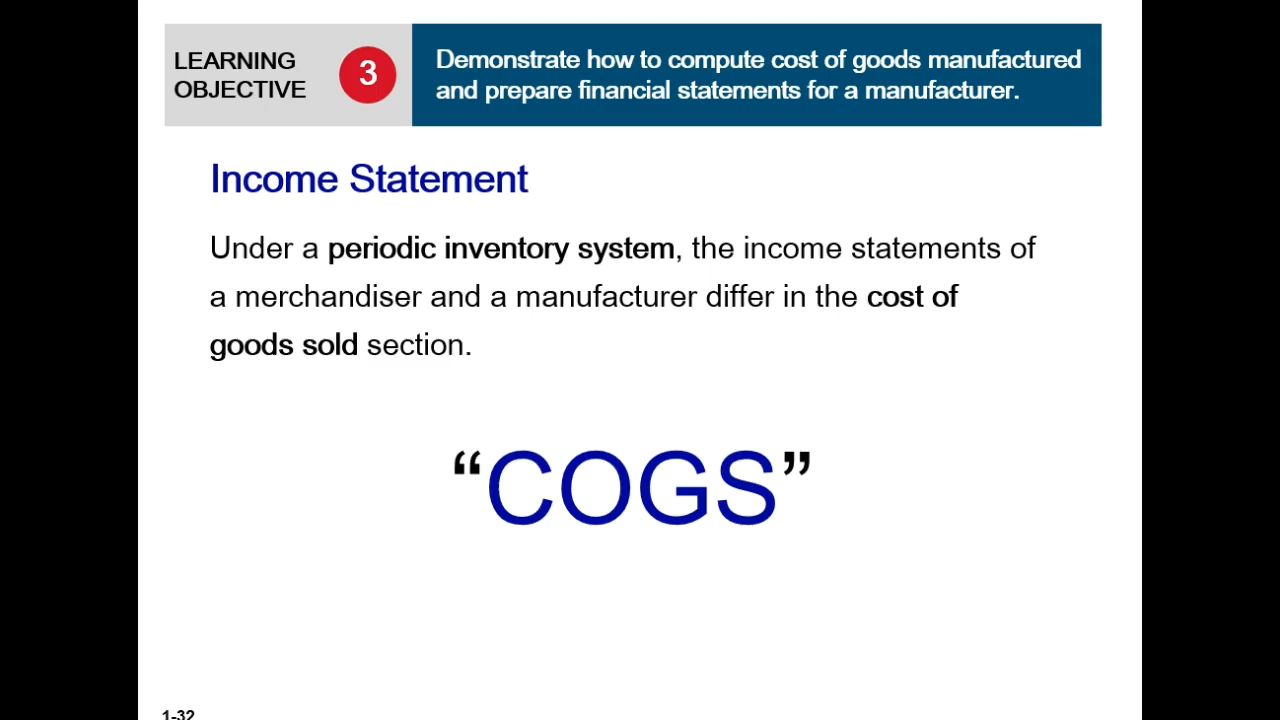 LEARNING
OBJECTIVE
3
Demonstrate how to compute cost of goods manufactured
and prepare financial statements for a manufacturer.
Income Statement
Under a periodic inventory system, the income statements of
a merchandiser and a manufacturer differ in the cost of
goods sold section.
“COGS”
1-32